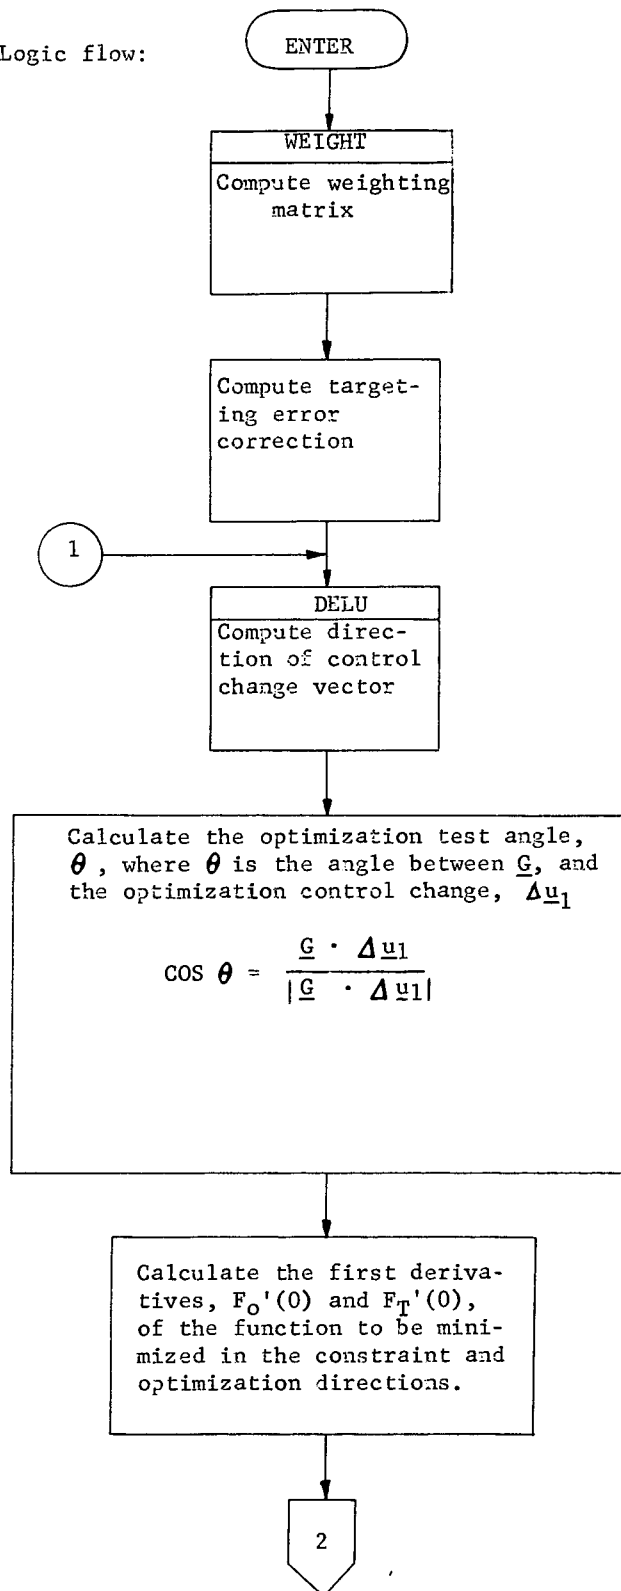 Logic flow:
ENTER
WEIGHT
Compute weighting
matrix
Compute target-
ing error
correction
1
DELU
Compute direc-
tion of control
change vector
Calculate the optimization test angle,
θ , where θ is the angle between G, and
the optimization control change, Δu1
COS θ = G · Δu1 / |G · Δu1|
Calculate the first deriva-
tives, Fo'(0) and FT'(0),
of the function to be mini-
mized in the constraint and
optimization directions.
2